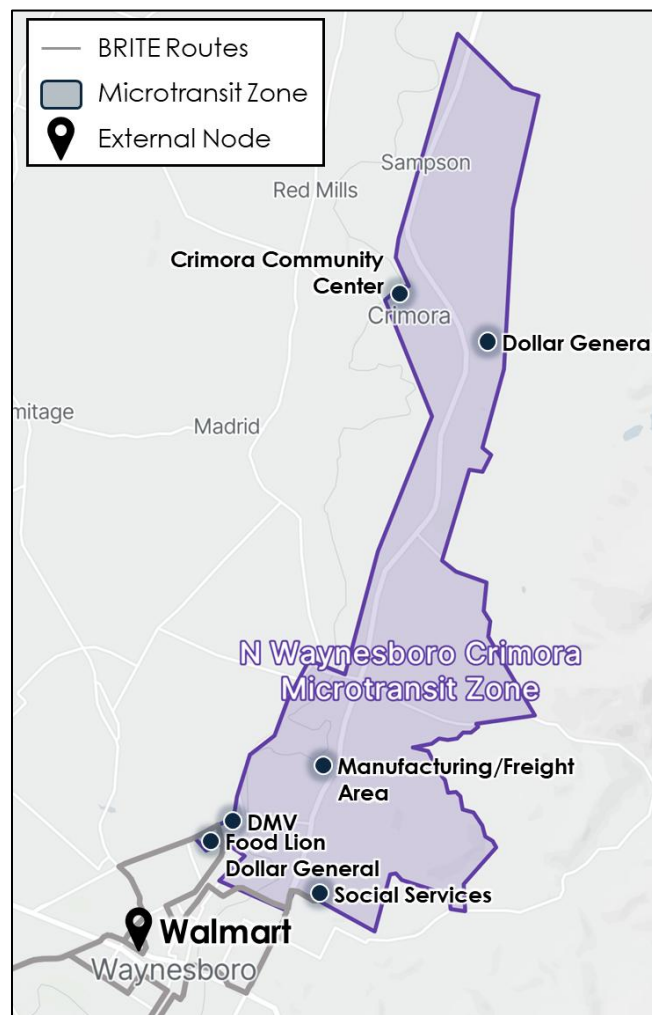 BRITE Routes
Microtransit Zone
External Node
Sampson
Red Mills
Crimora Community
Center
Crimora
Dollar General
mitage
Madrid
N Waynesboro Crimora
Microtransit Zone
Manufacturing/Freight
Area
DMV
Food Lion
Dollar General
Social Services
Walmart
Waynesboro